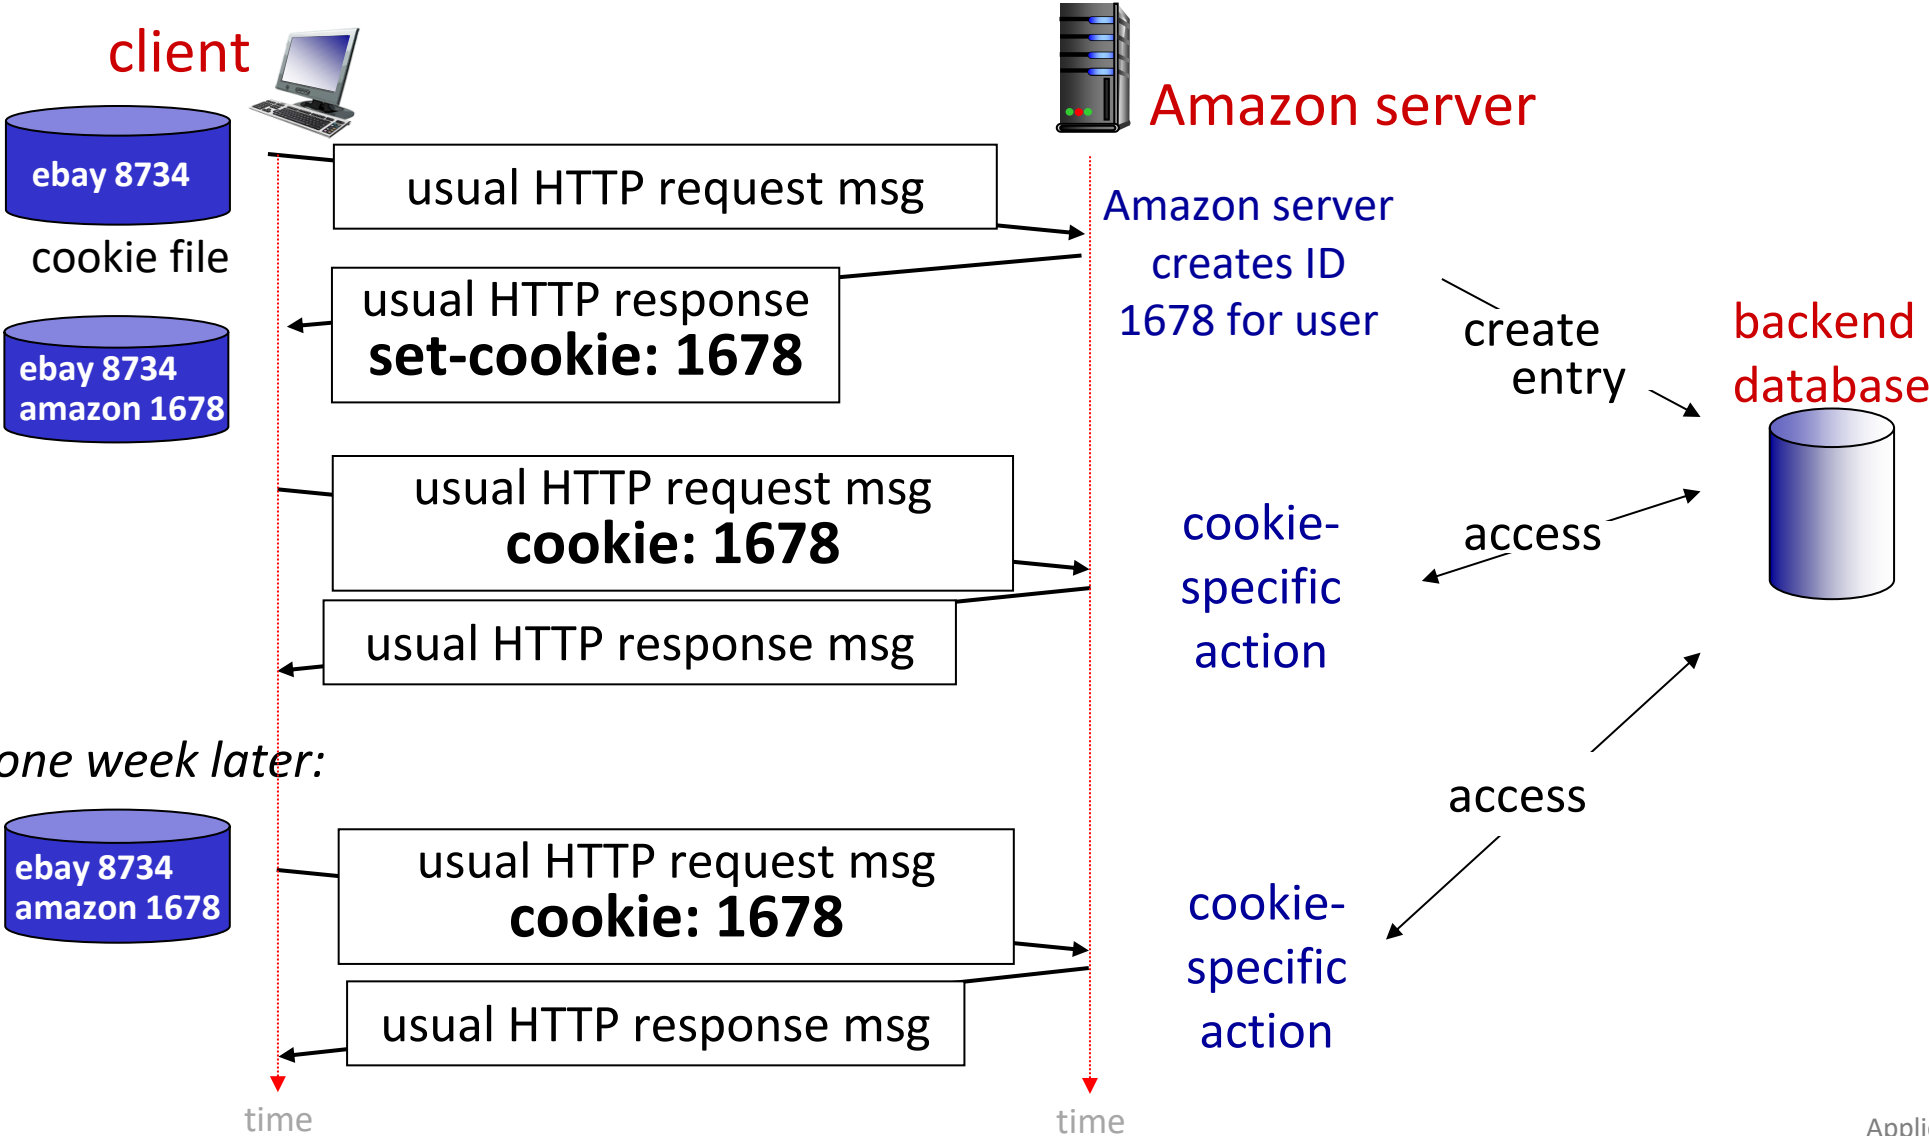 client
Amazon server
ebay 8734
cookie file
usual HTTP request msg
Amazon server
creates ID
1678 for user
usual HTTP response
set-cookie: 1678
create
entry
backend
database
ebay 8734
amazon 1678
usual HTTP request msg
cookie: 1678
cookie-
specific
action
access
usual HTTP response msg
one week later:
access
ebay 8734
amazon 1678
usual HTTP request msg
cookie: 1678
cookie-
specific
action
usual HTTP response msg
time
time